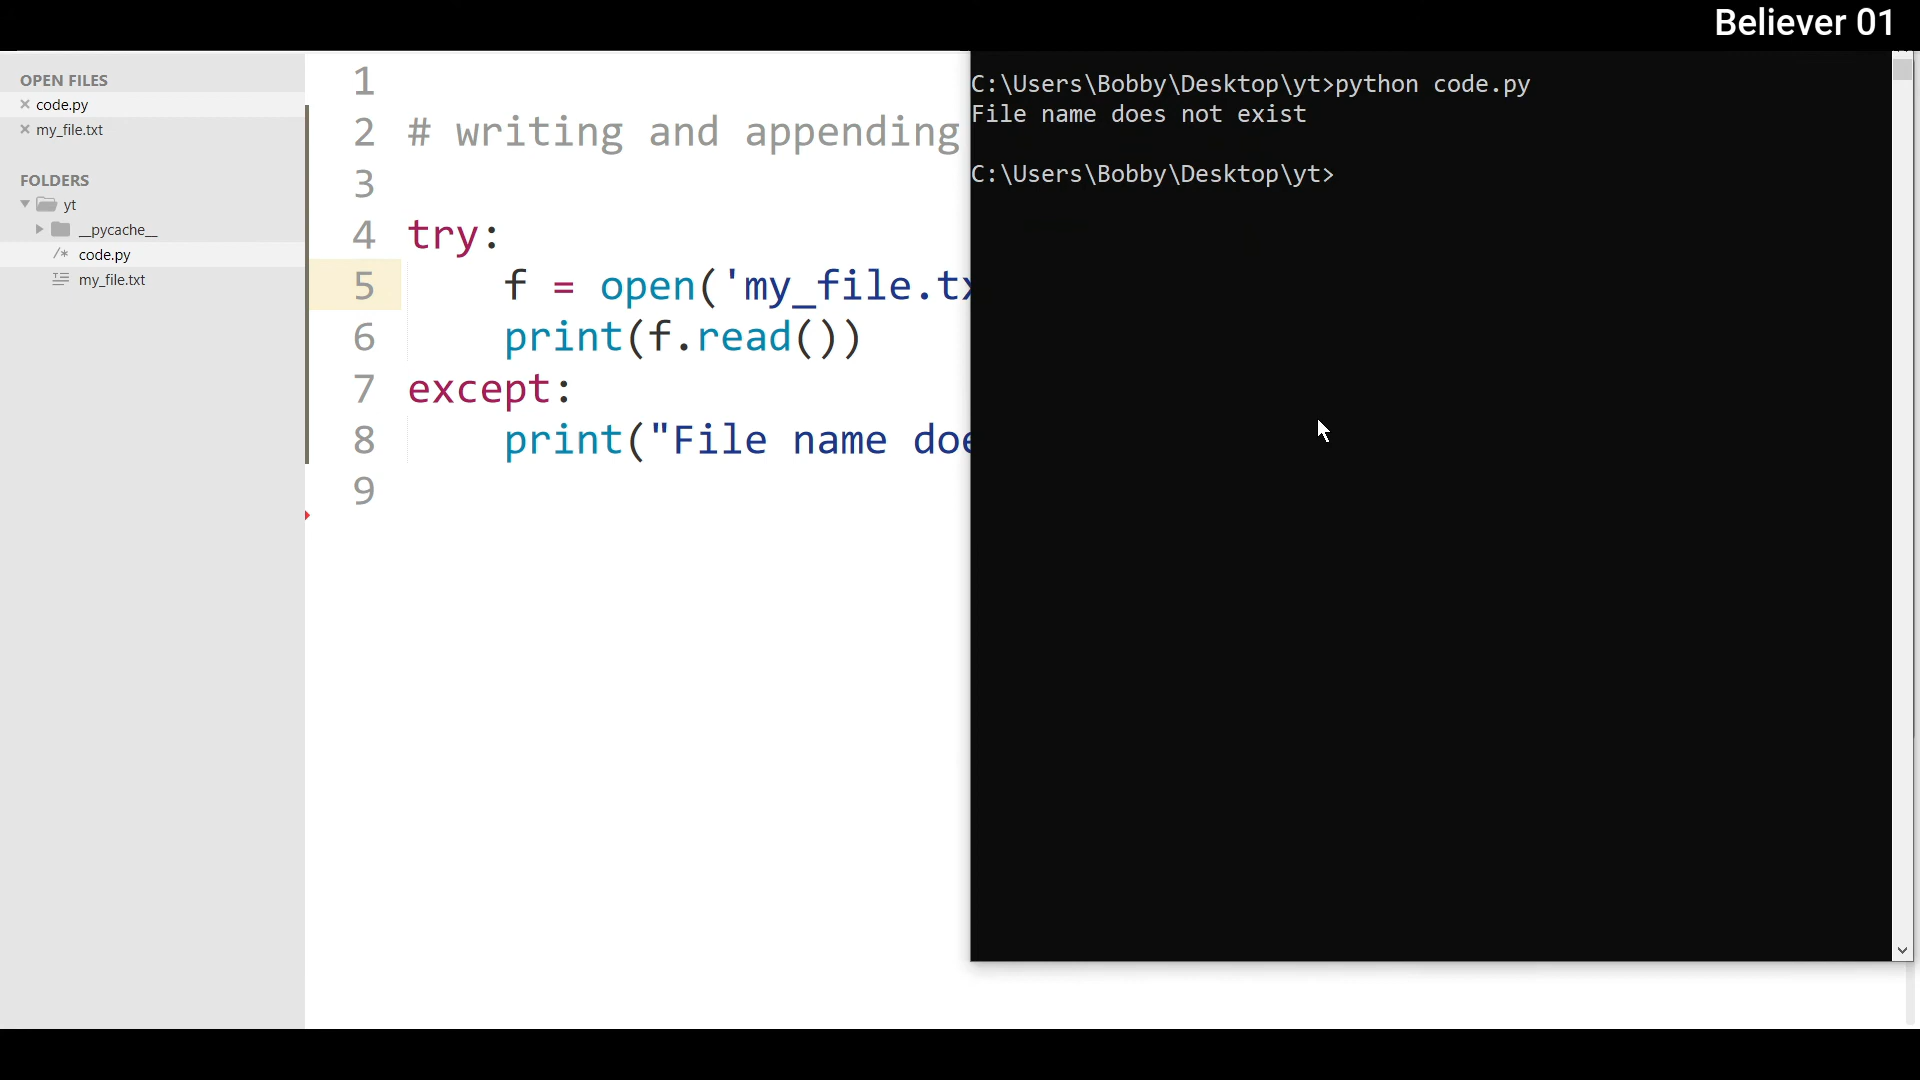 Believer 01
OPEN FILES
code.py
my_file.txt
FOLDERS
yt
__pycache__
code.py
my_file.txt
1
2 # writing and appending
3
4 try:
5 f = open('my_file.tx
6 print(f.read())
7 except:
8 print("File name doe
9
C:\Users\Bobby\Desktop\yt>python code.py
File name does not exist
C:\Users\Bobby\Desktop\yt>